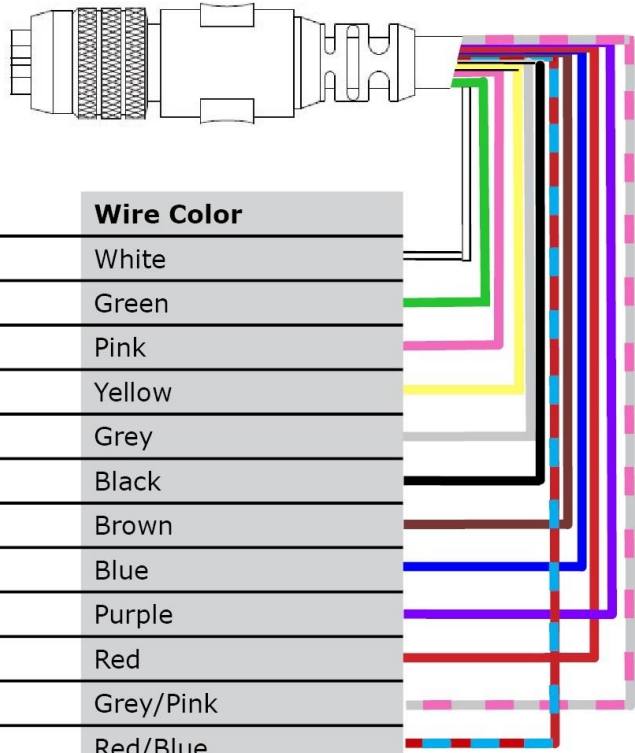 Wire Color
White
Green
Pink
Yellow
Grey
Black
Brown
Blue
Purple
Red
Grey/Pink
Red/Blue